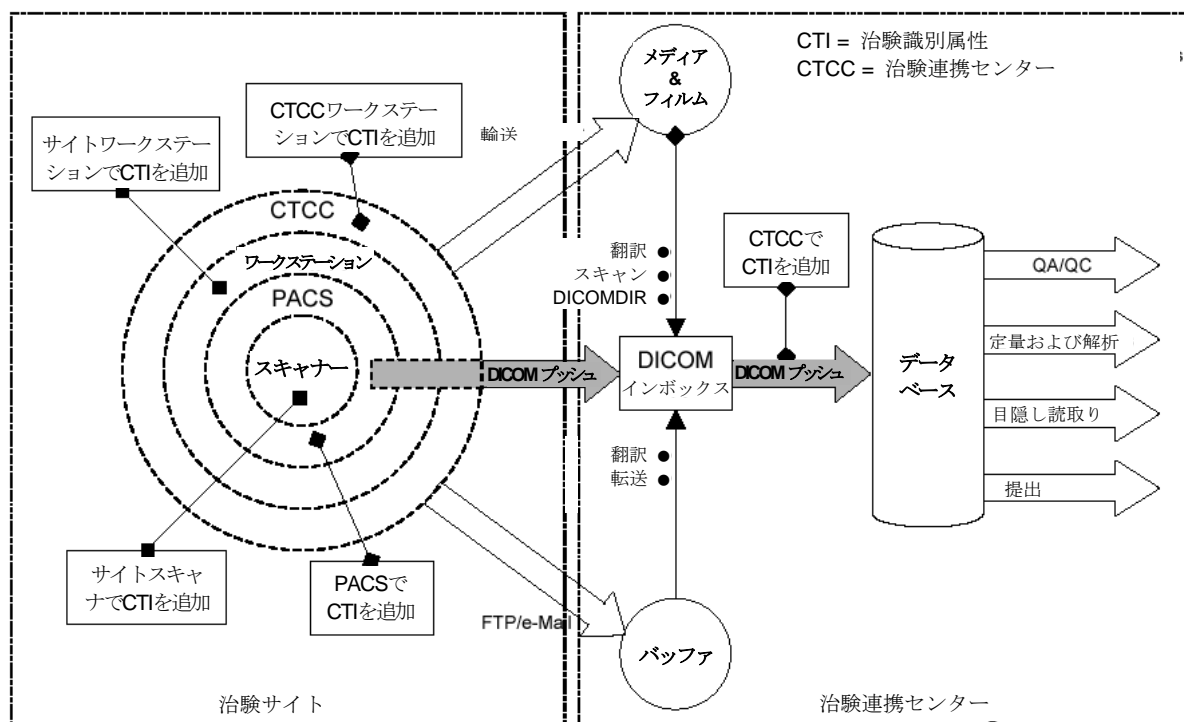 CTI = 治験識別属性
CTCC = 治験連携センター
メディア
&
フィルム
CTCCワークステー
ションでCTIを追加
輸送
サイトワークステー
ションでCTIを追加
CTCC
ワークステーション
PACS
スキャナー
DICOM プッシュ
翻訳
スキャン
DICOMDIR
CTCCで
CTIを追加
DICOM
インボックス
DICOM プッシュ
データ
ベース
QA/QC
定量および解析
目隠し読取り
提出
翻訳
転送
サイトスキャ
ナでCTIを追加
PACSで
CTIを追加
FTP/e-Mail
バッファ
治験サイト
治験連携センター